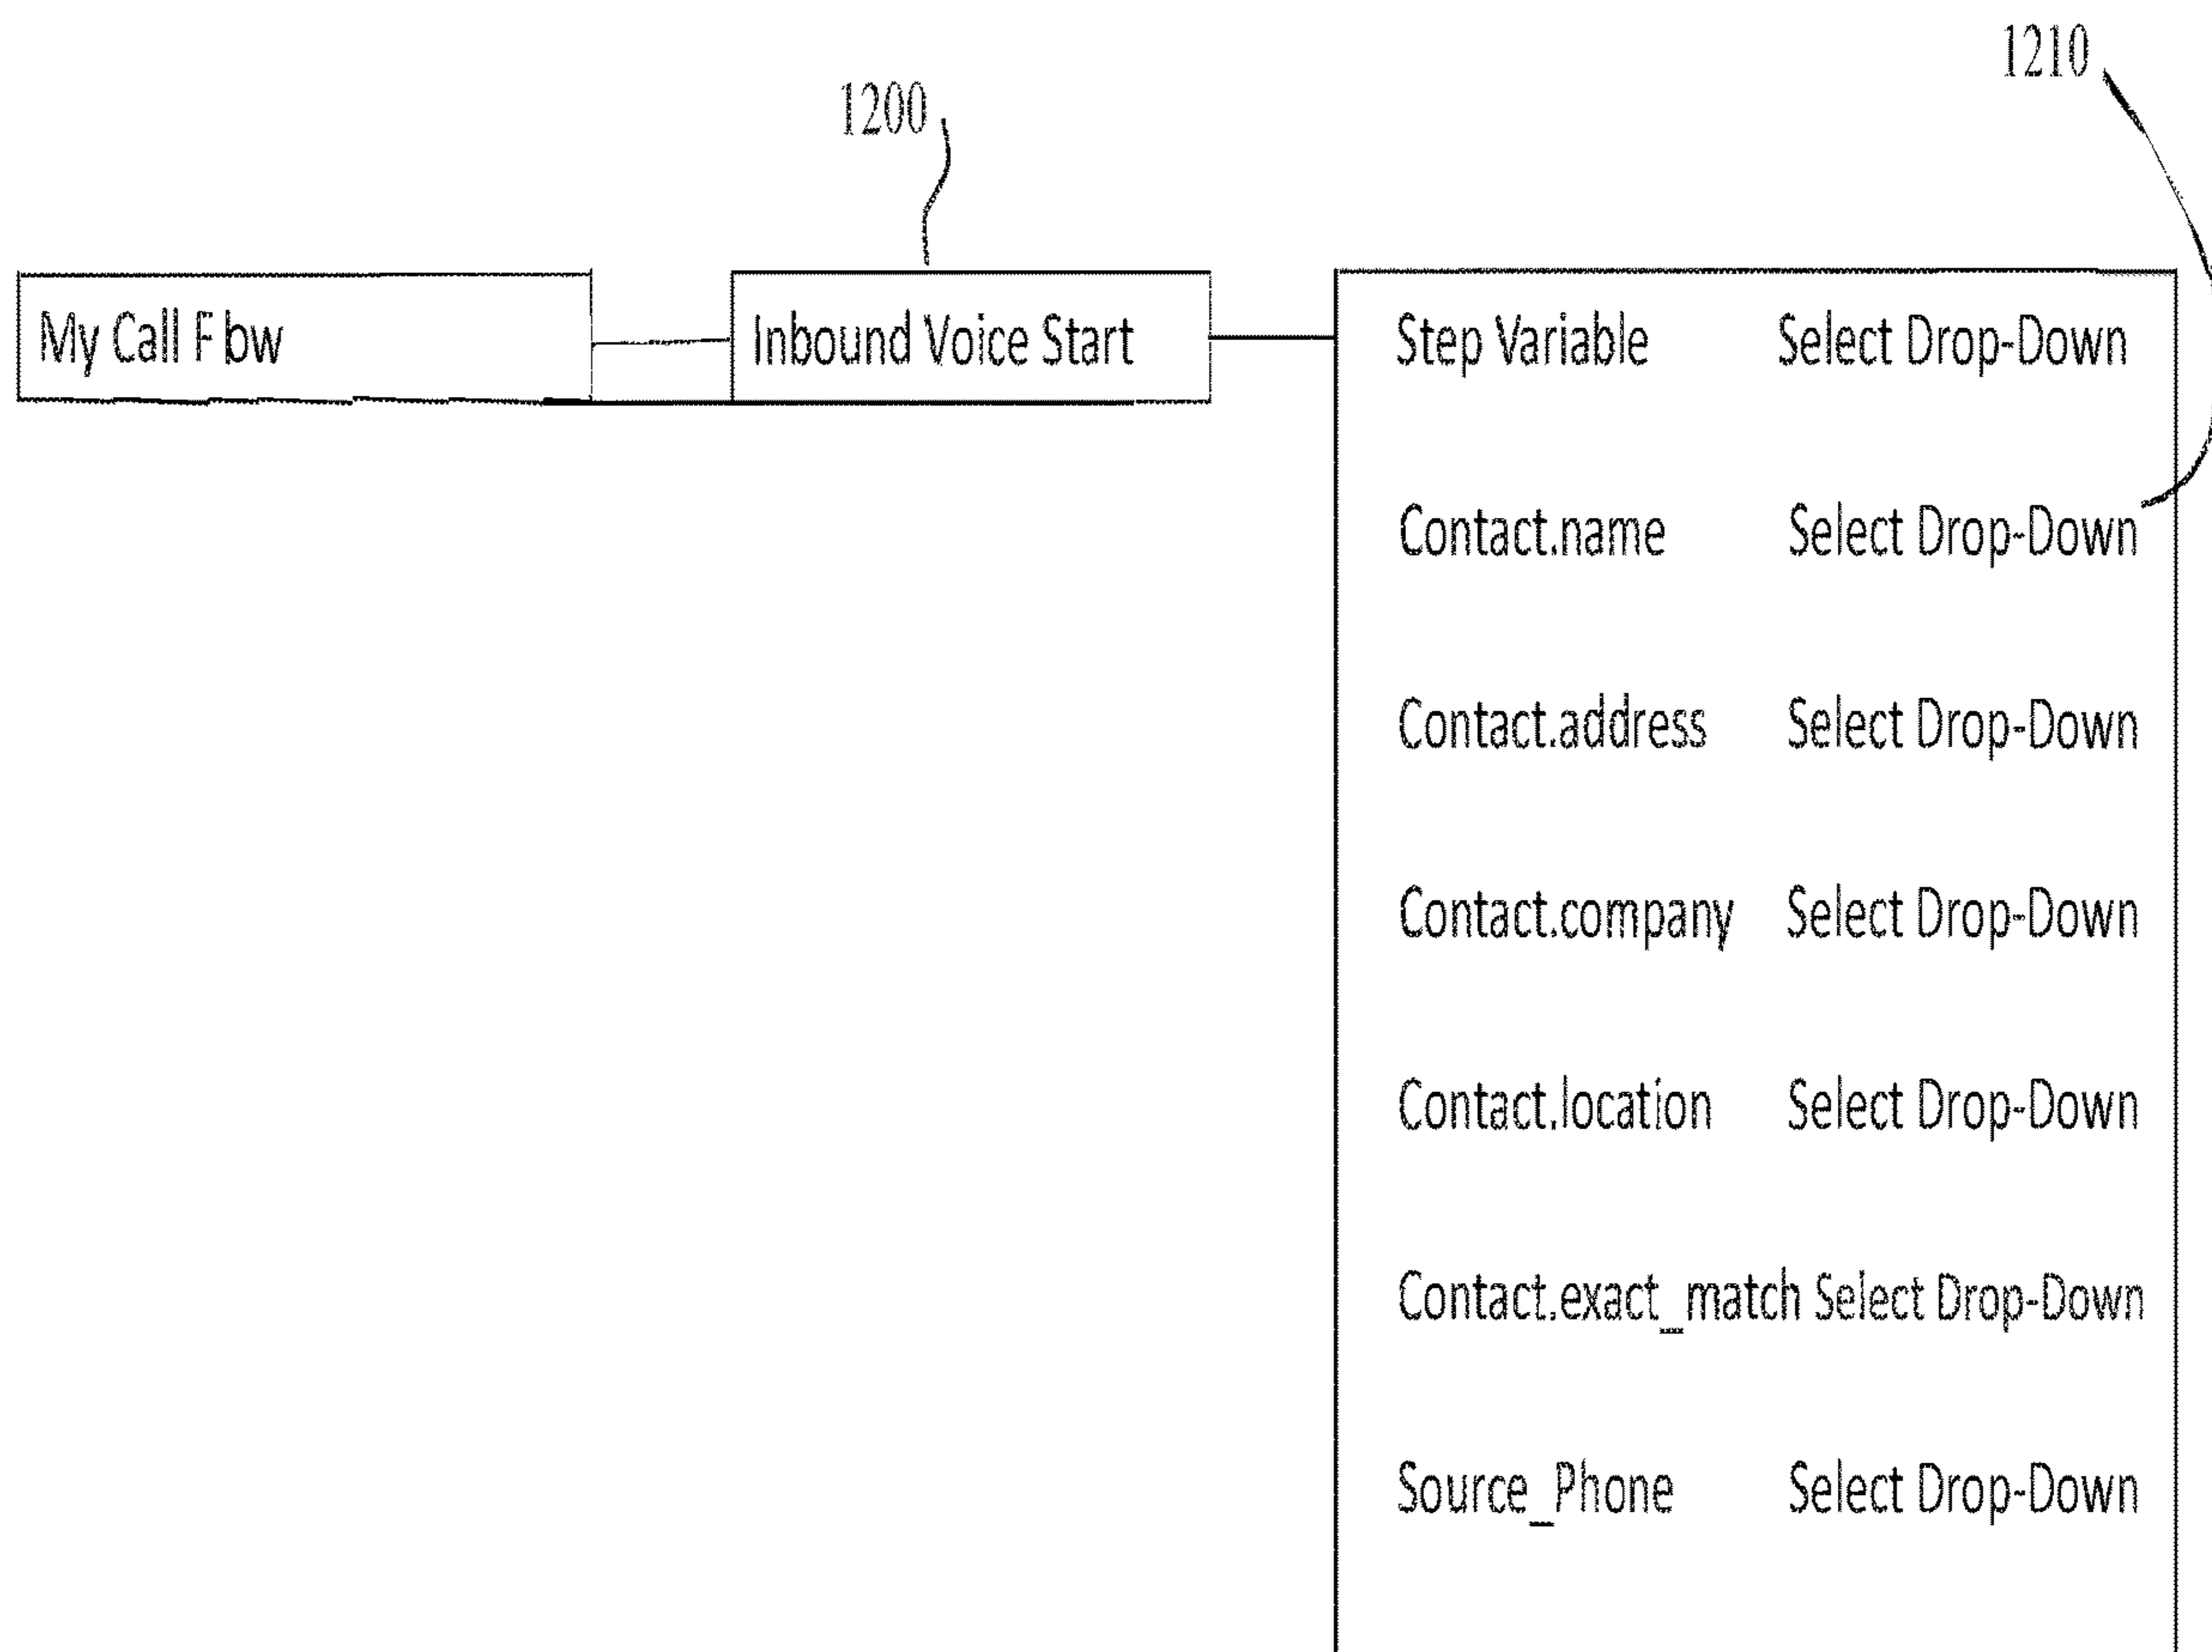 1210
1200
My Call Flow Inbound Voice Start Step Variable Select Drop-Down
Contact.name Select Drop-Down
Contact.address Select Drop-Down
Contact.company Select Drop-Down
Contact.location Select Drop-Down
Contact.exact_match Select Drop-Down
Source_Phone Select Drop-Down